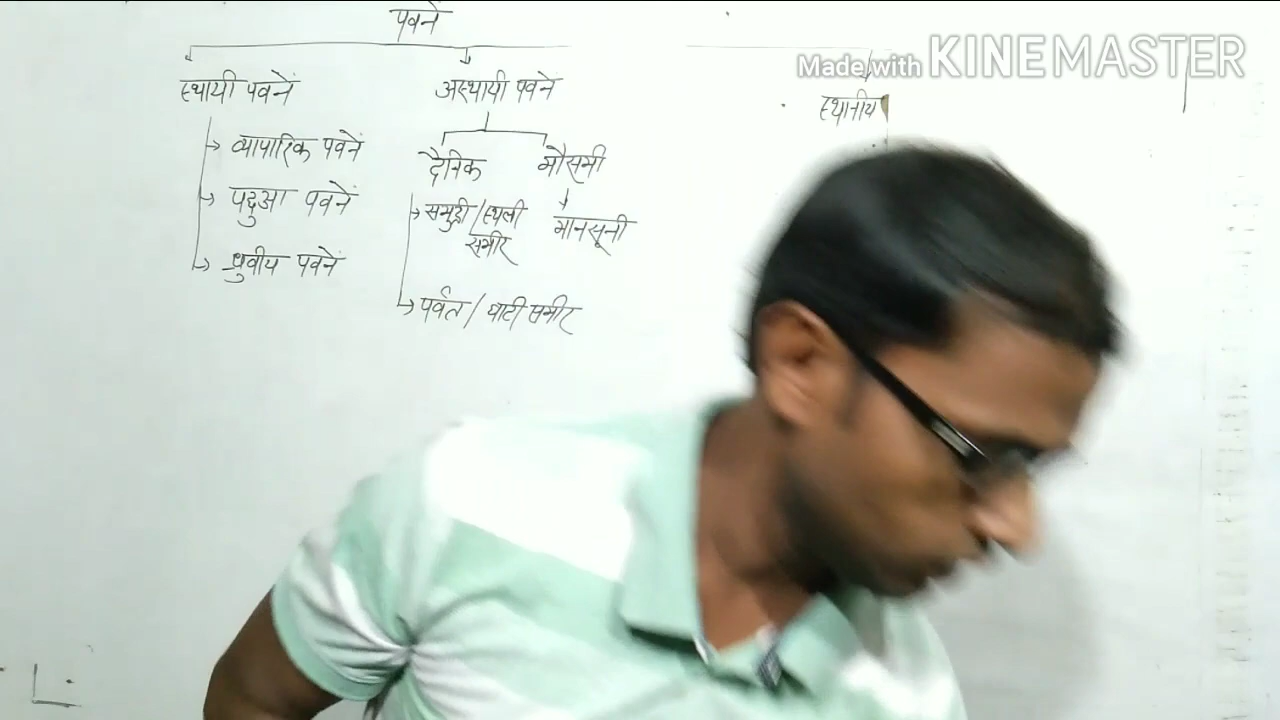 पवनें
Made with KINEMASTER
स्थायी पवनें
अस्थायी पवनें
स्थानीय
व्यापारिक पवनें
पछुआ पवनें
ध्रुवीय पवनें
दैनिक
मौसमी
समुद्री/स्थली
समीर
मानसूनी
पर्वत/घाटी समीर